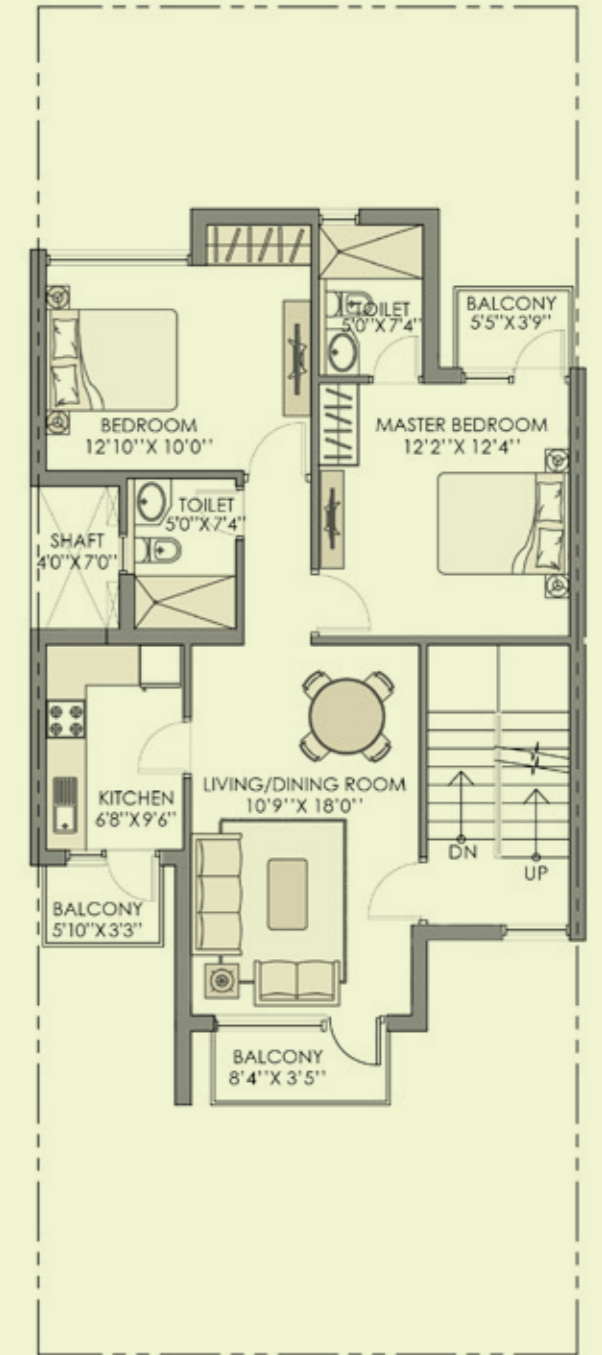 TOILET
5'0''X7'4''
BALCONY
5'5''X3'9''
BEDROOM
12'10''X 10'0''
MASTER BEDROOM
12'2''X 12'4''
TOILET
5'0''X7'4''
SHAFT
4'0''X7'0''
LIVING/DINING ROOM
10'9''X 18'0''
KITCHEN
6'8''X9'6''
DN
UP
BALCONY
5'10''X3'3''
BALCONY
8'4''X 3'5''